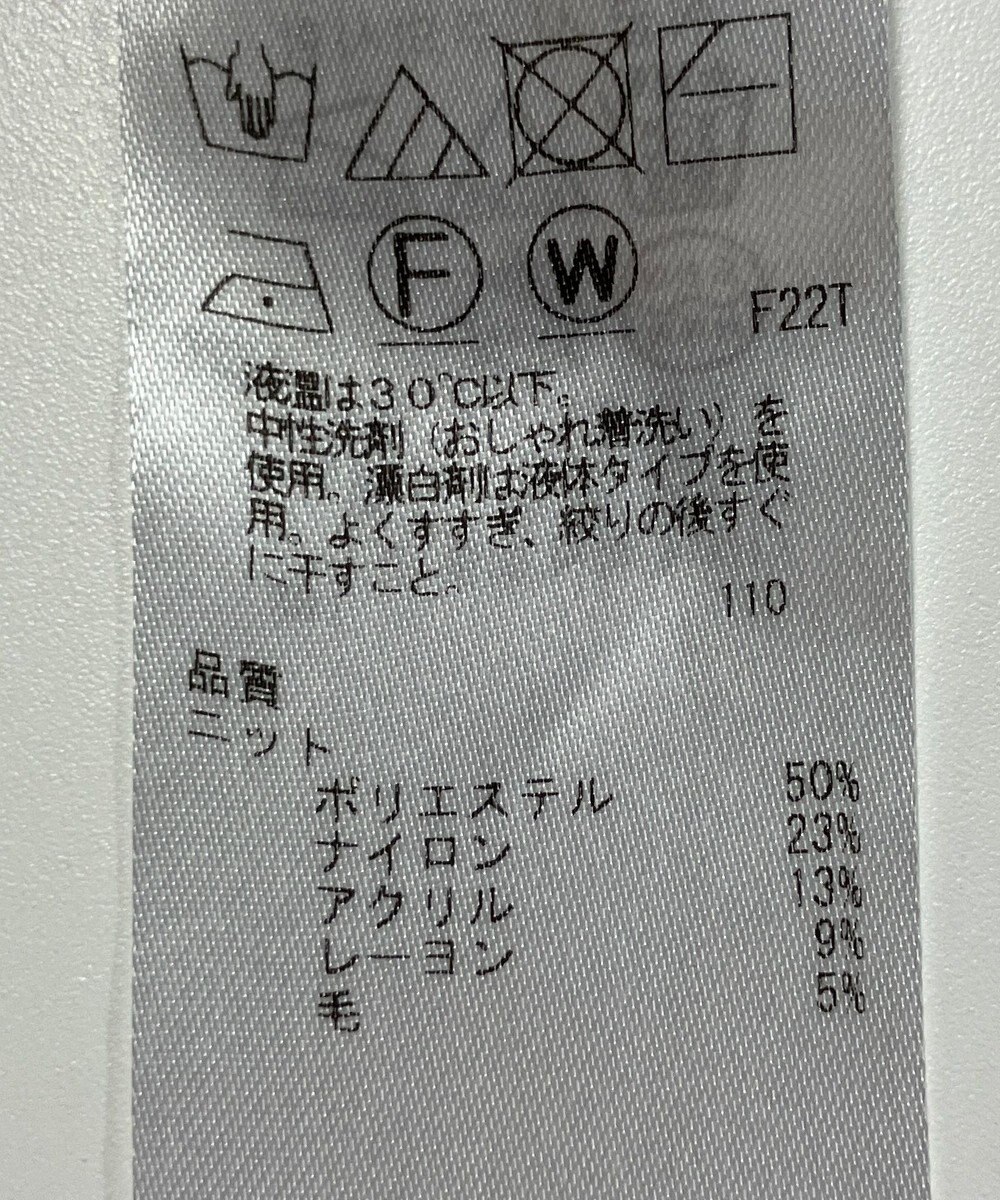 F W F22T
液温は30℃以下。
中性洗剤（おしゃれ着洗い）を
使用。漂白剤は液体タイプを使
用。よくすすぎ、絞りの後すぐ
に干すこと。
110
品質
ニット
ポリエステル 50%
ナイロン 23%
アクリル 13%
レーヨン 9%
毛 5%